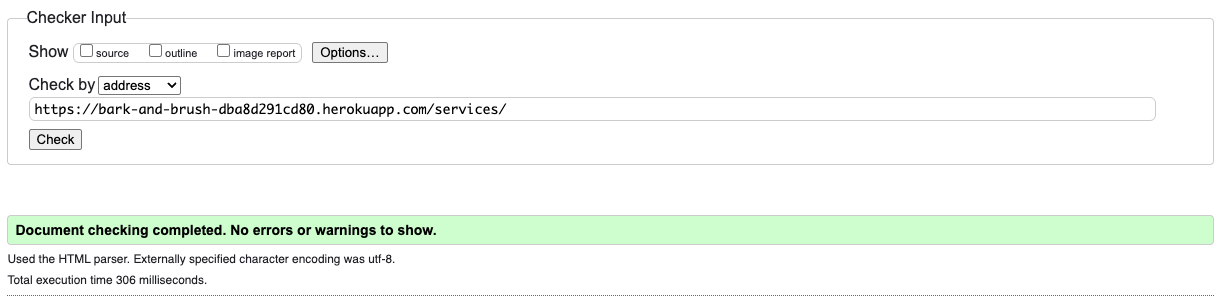 Checker Input
Show source outline image report Options...
Check by address
https://bark-and-brush-dba8d291cd80.herokuapp.com/services/
Check
Document checking completed. No errors or warnings to show.
Used the HTML parser. Externally specified character encoding was utf-8.
Total execution time 306 milliseconds.